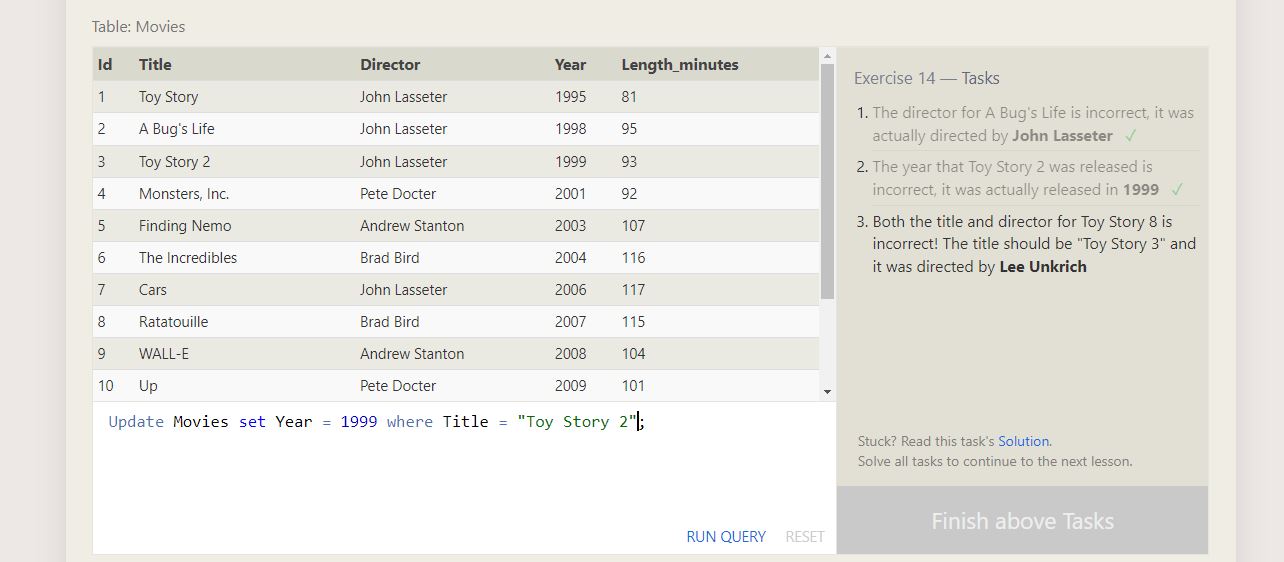 Table: Movies
Id Title Director Year Length_minutes
1 Toy Story John Lasseter 1995 81
2 A Bug's Life John Lasseter 1998 95
3 Toy Story 2 John Lasseter 1999 93
4 Monsters, Inc. Pete Docter 2001 92
5 Finding Nemo Andrew Stanton 2003 107
6 The Incredibles Brad Bird 2004 116
7 Cars John Lasseter 2006 117
8 Ratatouille Brad Bird 2007 115
9 WALL-E Andrew Stanton 2008 104
10 Up Pete Docter 2009 101
Update Movies set Year = 1999 where Title = "Toy Story 2";
RUN QUERY RESET
Exercise 14 — Tasks
1. The director for A Bug's Life is incorrect, it was
actually directed by John Lasseter ✓
2. The year that Toy Story 2 was released is
incorrect, it was actually released in 1999 ✓
3. Both the title and director for Toy Story 8 is
incorrect! The title should be "Toy Story 3" and
it was directed by Lee Unkrich
Stuck? Read this task's Solution.
Solve all tasks to continue to the next lesson.
Finish above Tasks